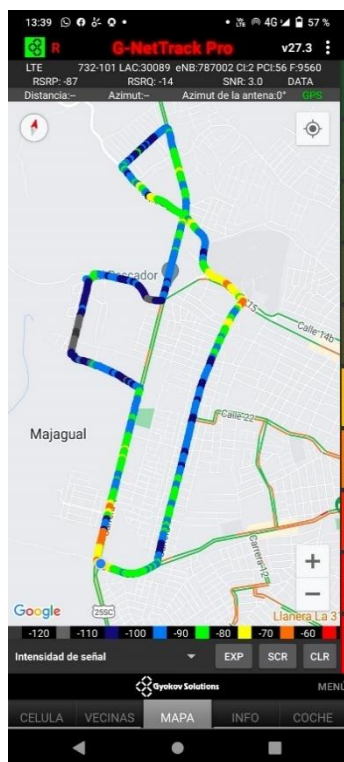 13:39 4G 57 %
R G-NetTrack Pro v27.3
LTE 732-101 LAC:30089 eNB:787002 CI:2 PCI:56 F:9560
RSRP: -87 RSRQ: -14 SNR: 3.0 DATA
Distancia:-- Azimut:-- Azimut de la antena:0° GPS
Calle 14b
Calle 22
Majagual
Carrera 12
+
−
Google 25SC Llanera La 3
-120 -110 -100 -90 -80 -70 -60
Intensidad de señal EXP SCR CLR
Gyokov Solutions MENÚ
CELULA VECINAS MAPA INFO COCHE